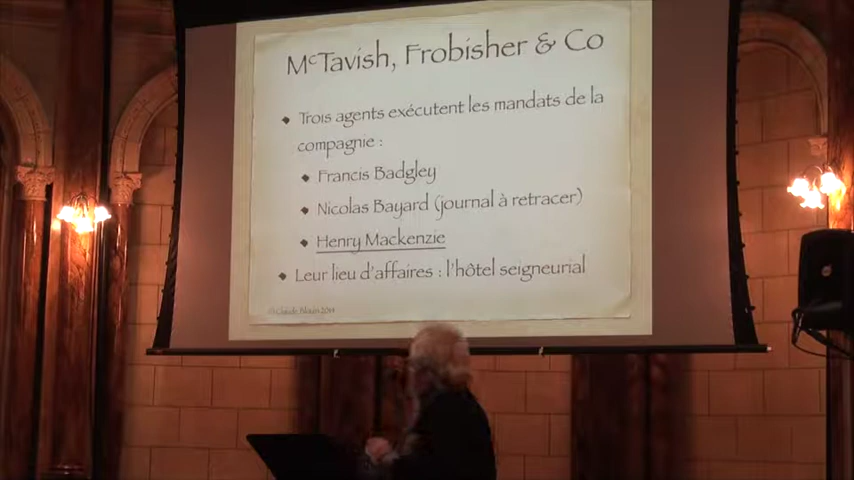 McTavish, Frobisher & Co
Trois agents exécutent les mandats de la
compagnie :
Francis Badgley
Nicolas Bayard (journal à retracer)
Henry Mackenzie
Leur lieu d'affaires : l'hôtel seigneurial